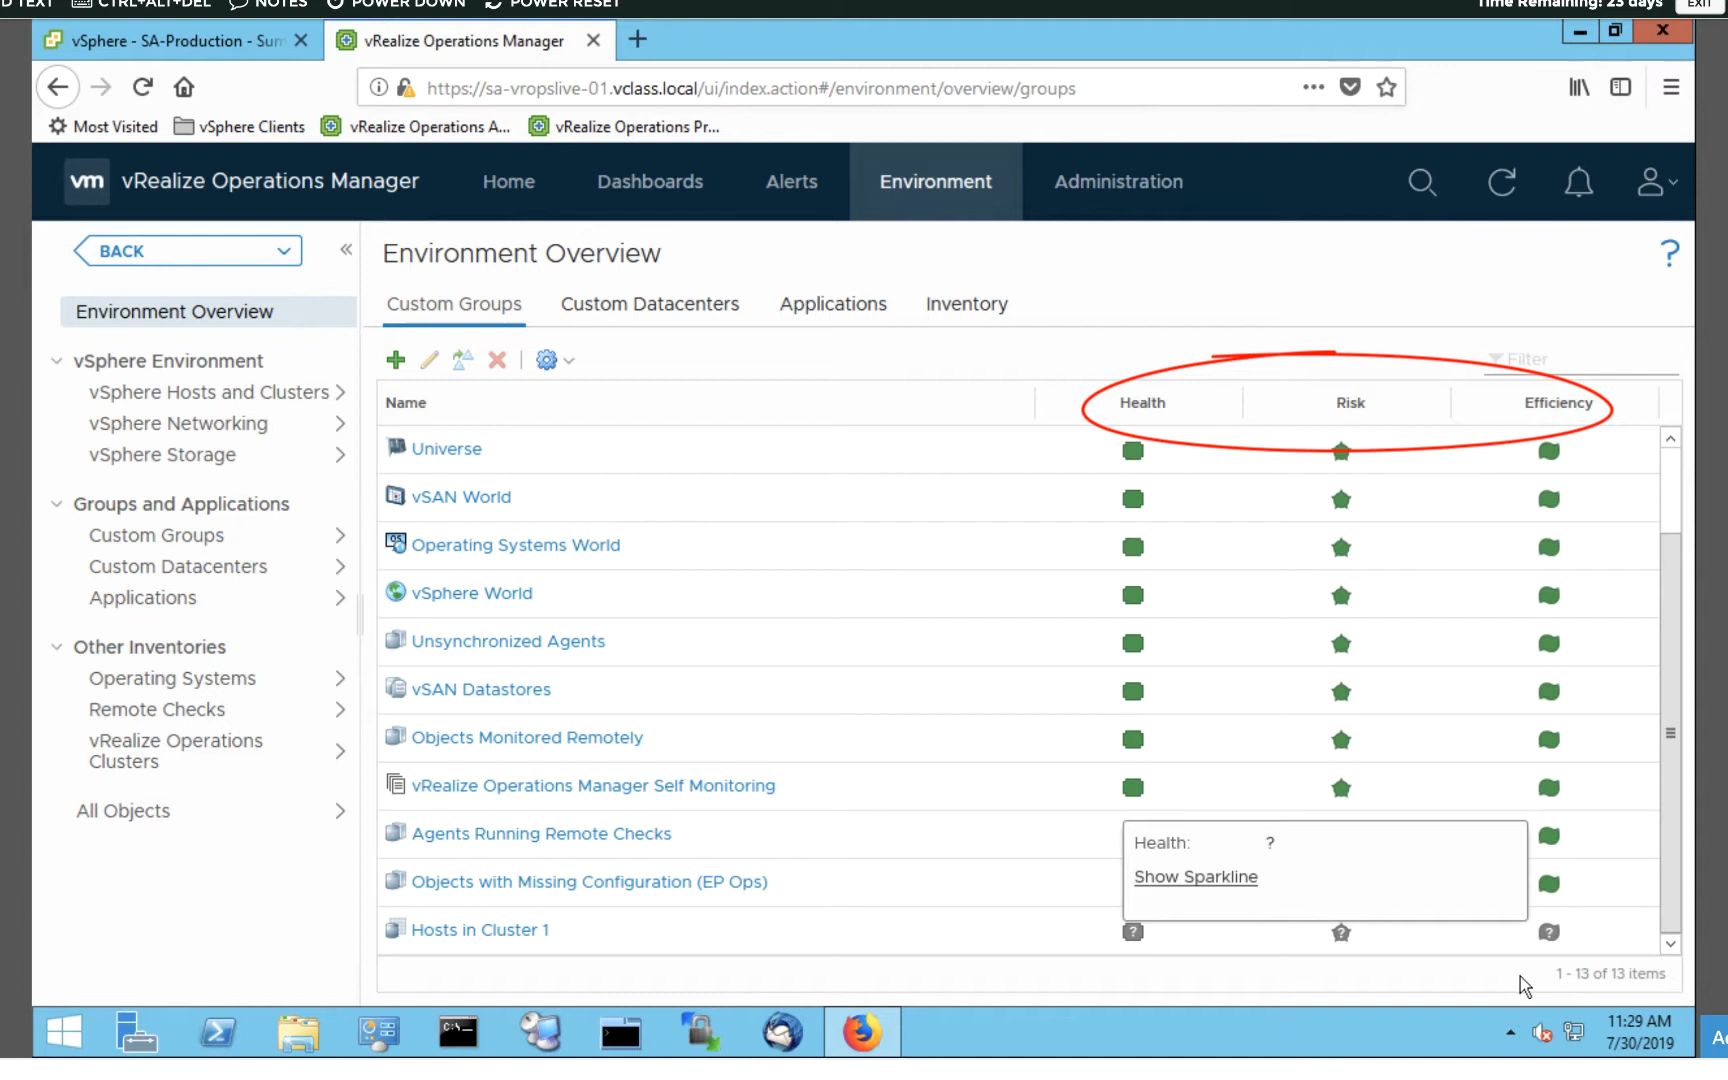 D TEXT CTRL+ALT+DEL NOTES POWER DOWN POWER RESET Time Remaining: 23 days EXIT
vSphere - SA-Production - Sum
vRealize Operations Manager
https://sa-vropslive-01.vclass.local/ui/index.action#/environment/overview/groups
Most Visited vSphere Clients vRealize Operations A... vRealize Operations Pr...
vm vRealize Operations Manager Home Dashboards Alerts Environment Administration
BACK
Environment Overview
vSphere Environment
vSphere Hosts and Clusters
vSphere Networking
vSphere Storage
Groups and Applications
Custom Groups
Custom Datacenters
Applications
Other Inventories
Operating Systems
Remote Checks
vRealize Operations
Clusters
All Objects
Environment Overview ?
Custom Groups Custom Datacenters Applications Inventory
Filter
Name Health Risk Efficiency
Universe
vSAN World
OS Operating Systems World
vSphere World
Unsynchronized Agents
vSAN Datastores
Objects Monitored Remotely
vRealize Operations Manager Self Monitoring
Agents Running Remote Checks
Objects with Missing Configuration (EP Ops)
Hosts in Cluster 1 ? ? ?
Health: ?
Show Sparkline
1 - 13 of 13 items
C:\
11:29 AM
7/30/2019